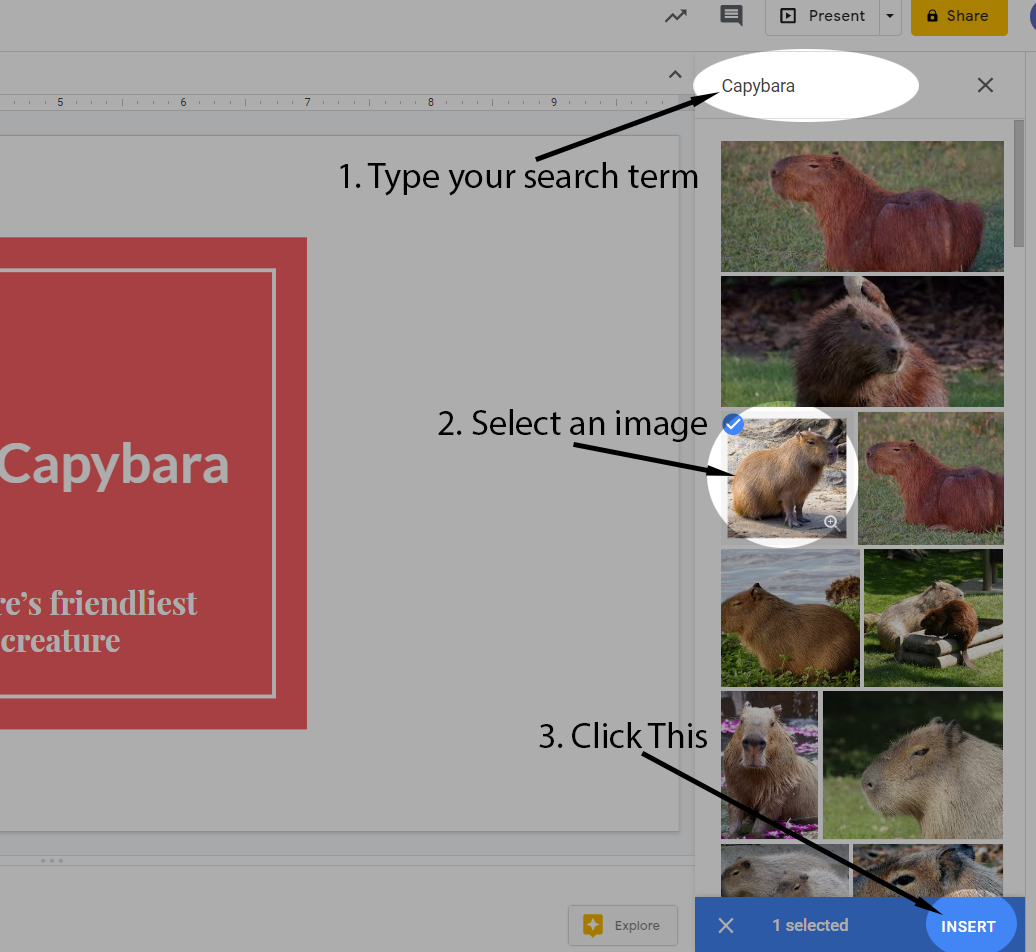 Present
Share
Capybara
5 6 7 8 9
1. Type your search term
2. Select an image
Capybara
re’s friendliest
creature
3. Click This
Explore
1 selected
INSERT